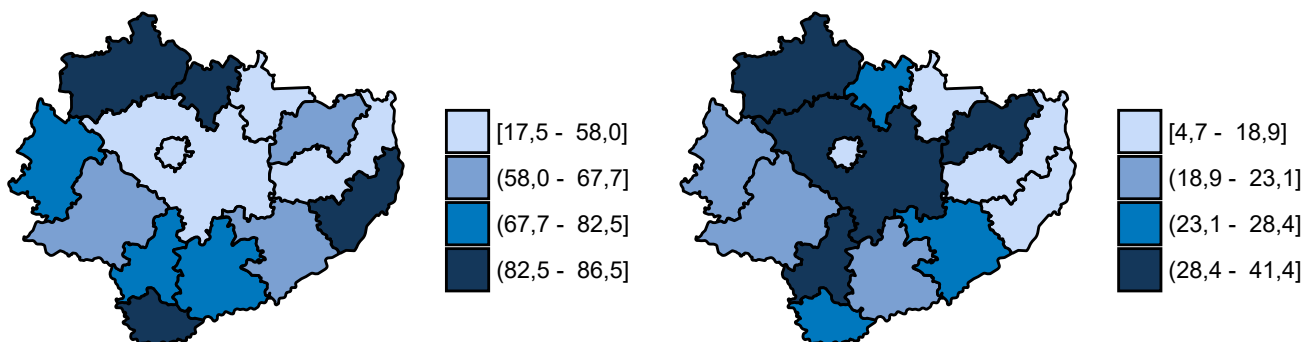 [17,5 - 58,0]
(58,0 - 67,7]
(67,7 - 82,5]
(82,5 - 86,5]
[4,7 - 18,9]
(18,9 - 23,1]
(23,1 - 28,4]
(28,4 - 41,4]